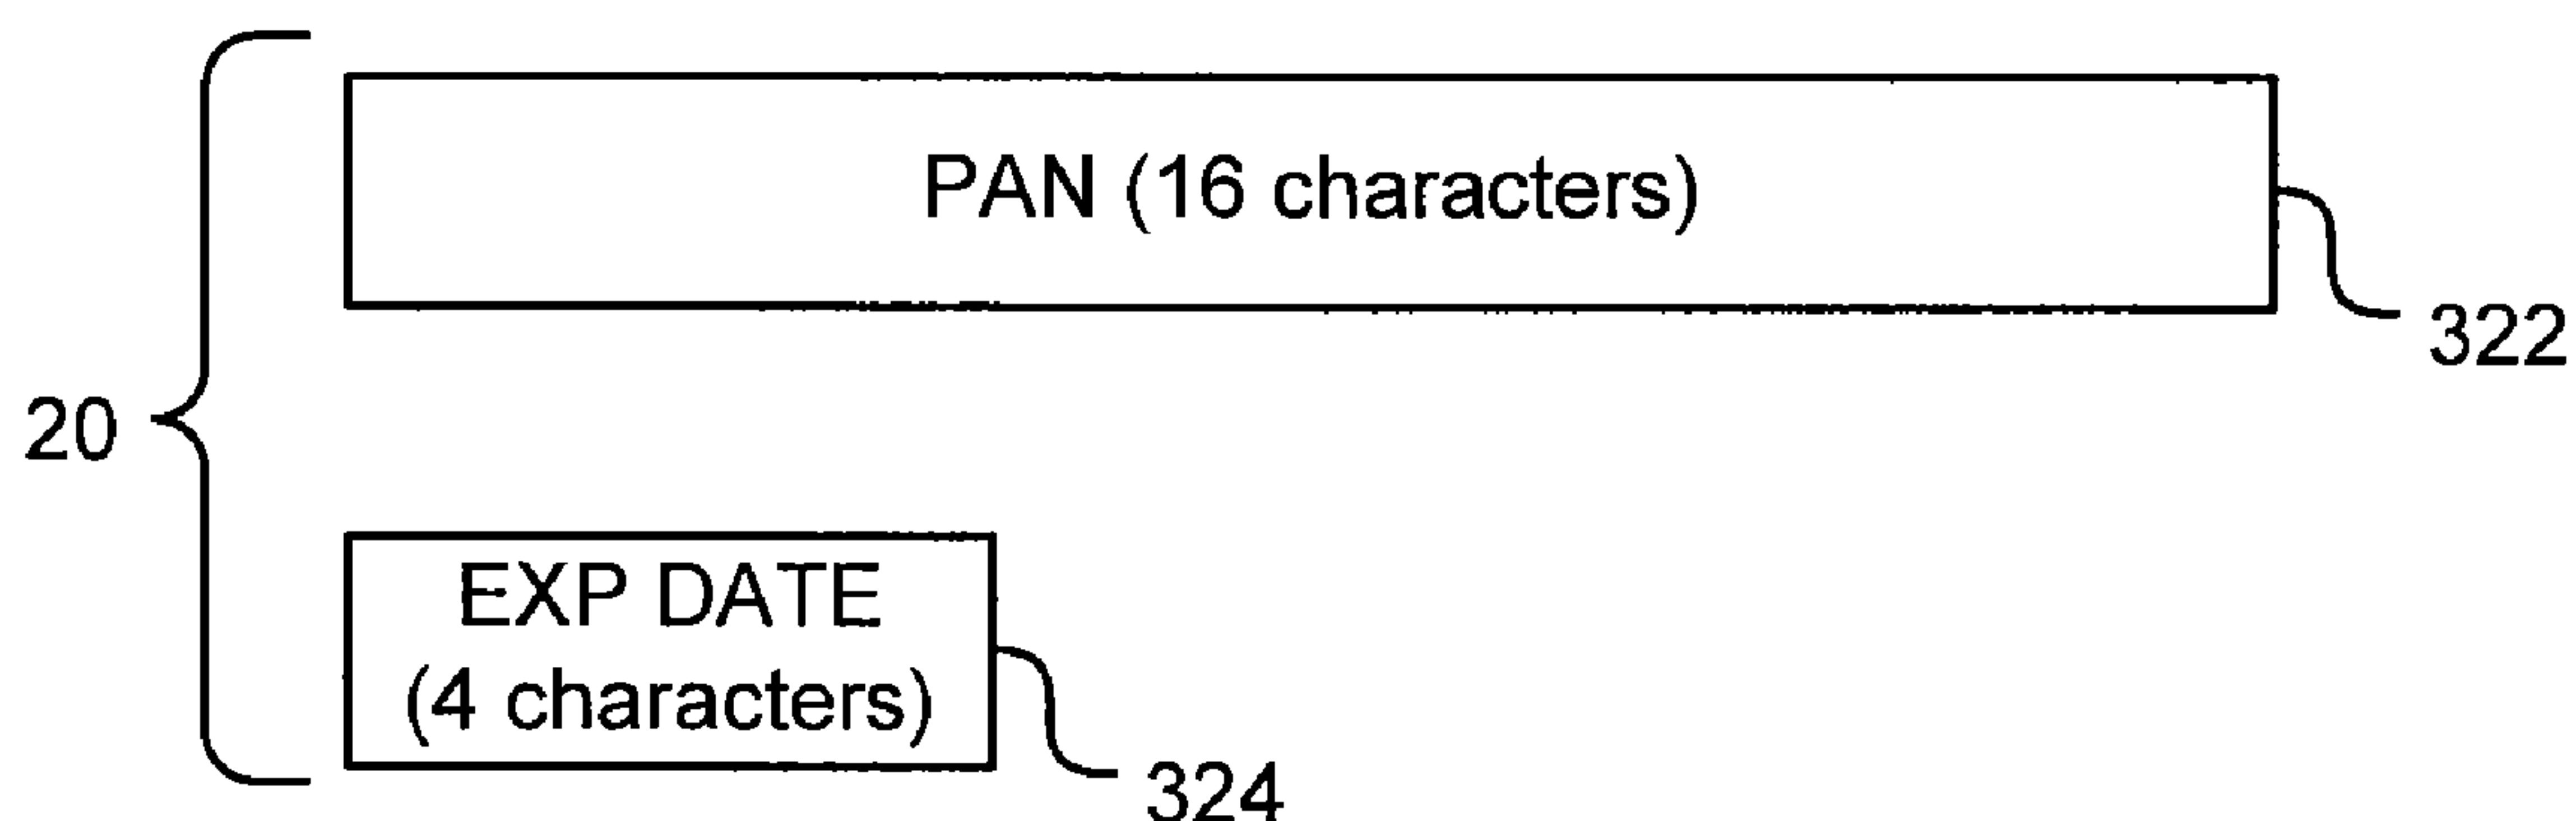 PAN (16 characters)
322
20
EXP DATE
(4 characters)
324